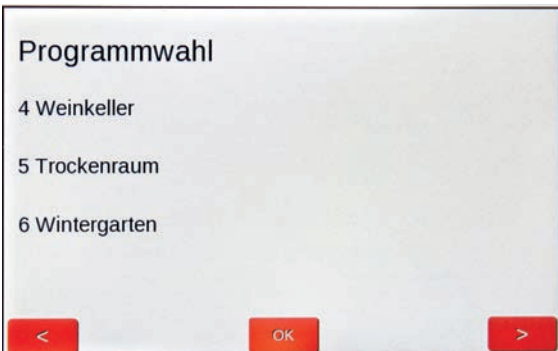 Programmwahl
4 Weinkeller
5 Trockenraum
6 Wintergarten
<
OK
>